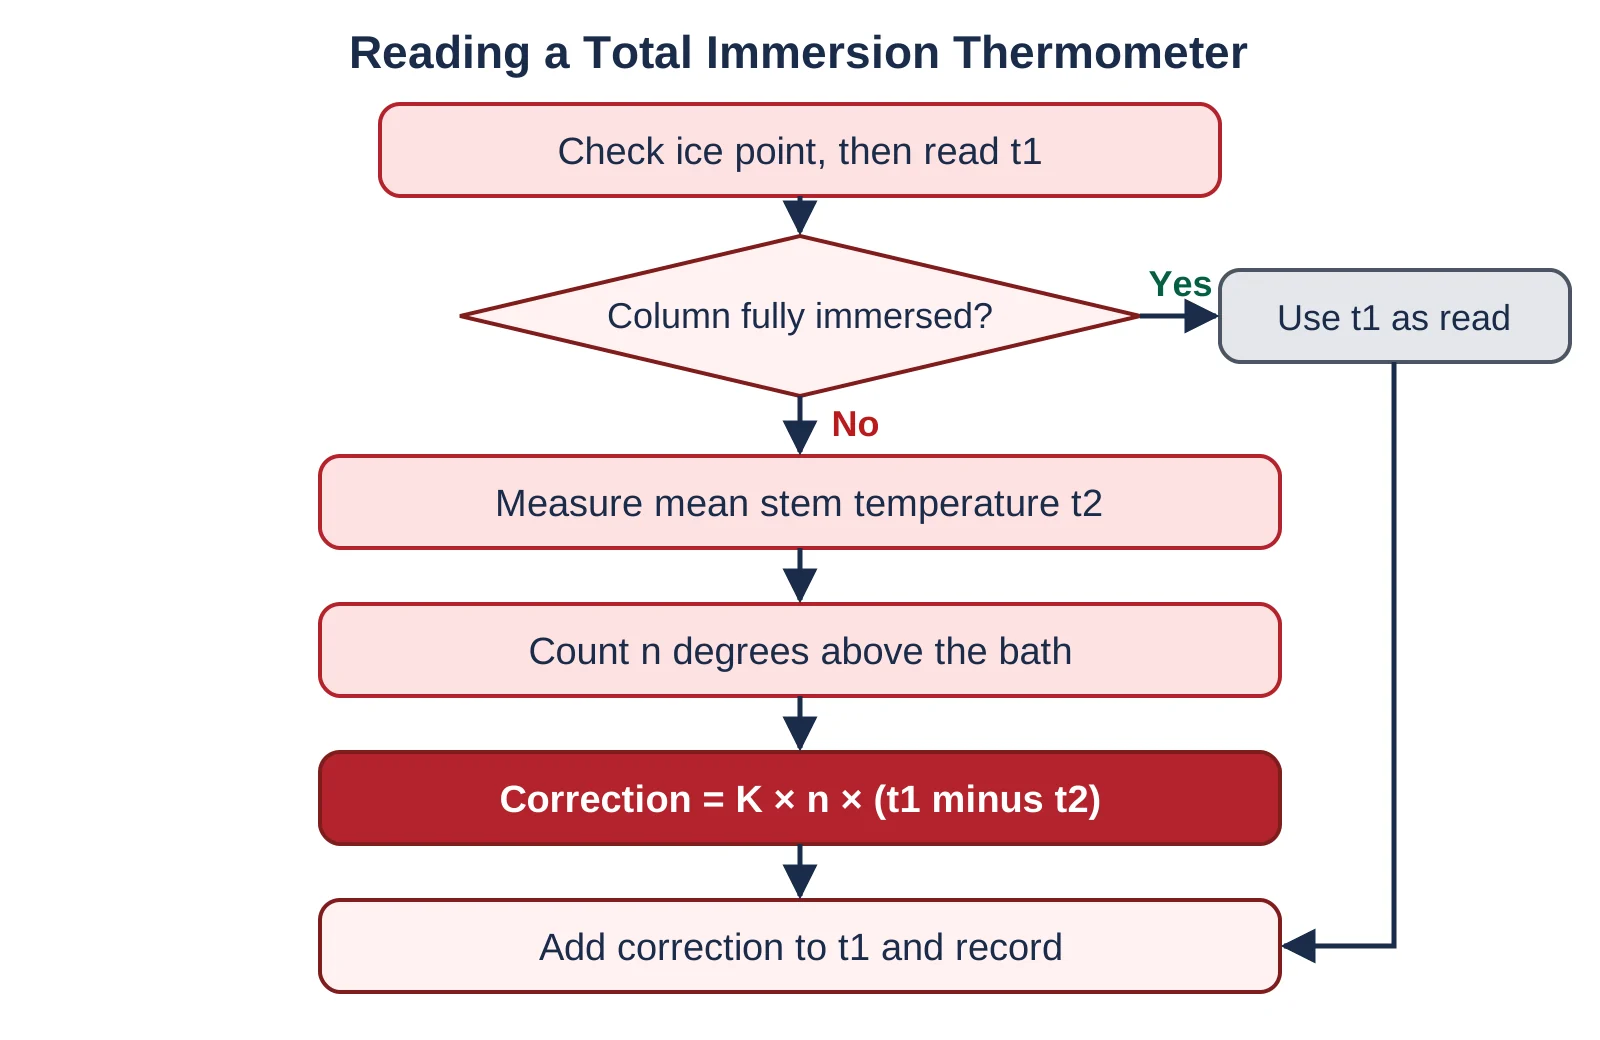 Reading a Total Immersion Thermometer
Check ice point, then read t1
Column fully immersed?
Yes
Use t1 as read
No
Measure mean stem temperature t2
Count n degrees above the bath
Correction = K × n × (t1 minus t2)
Add correction to t1 and record